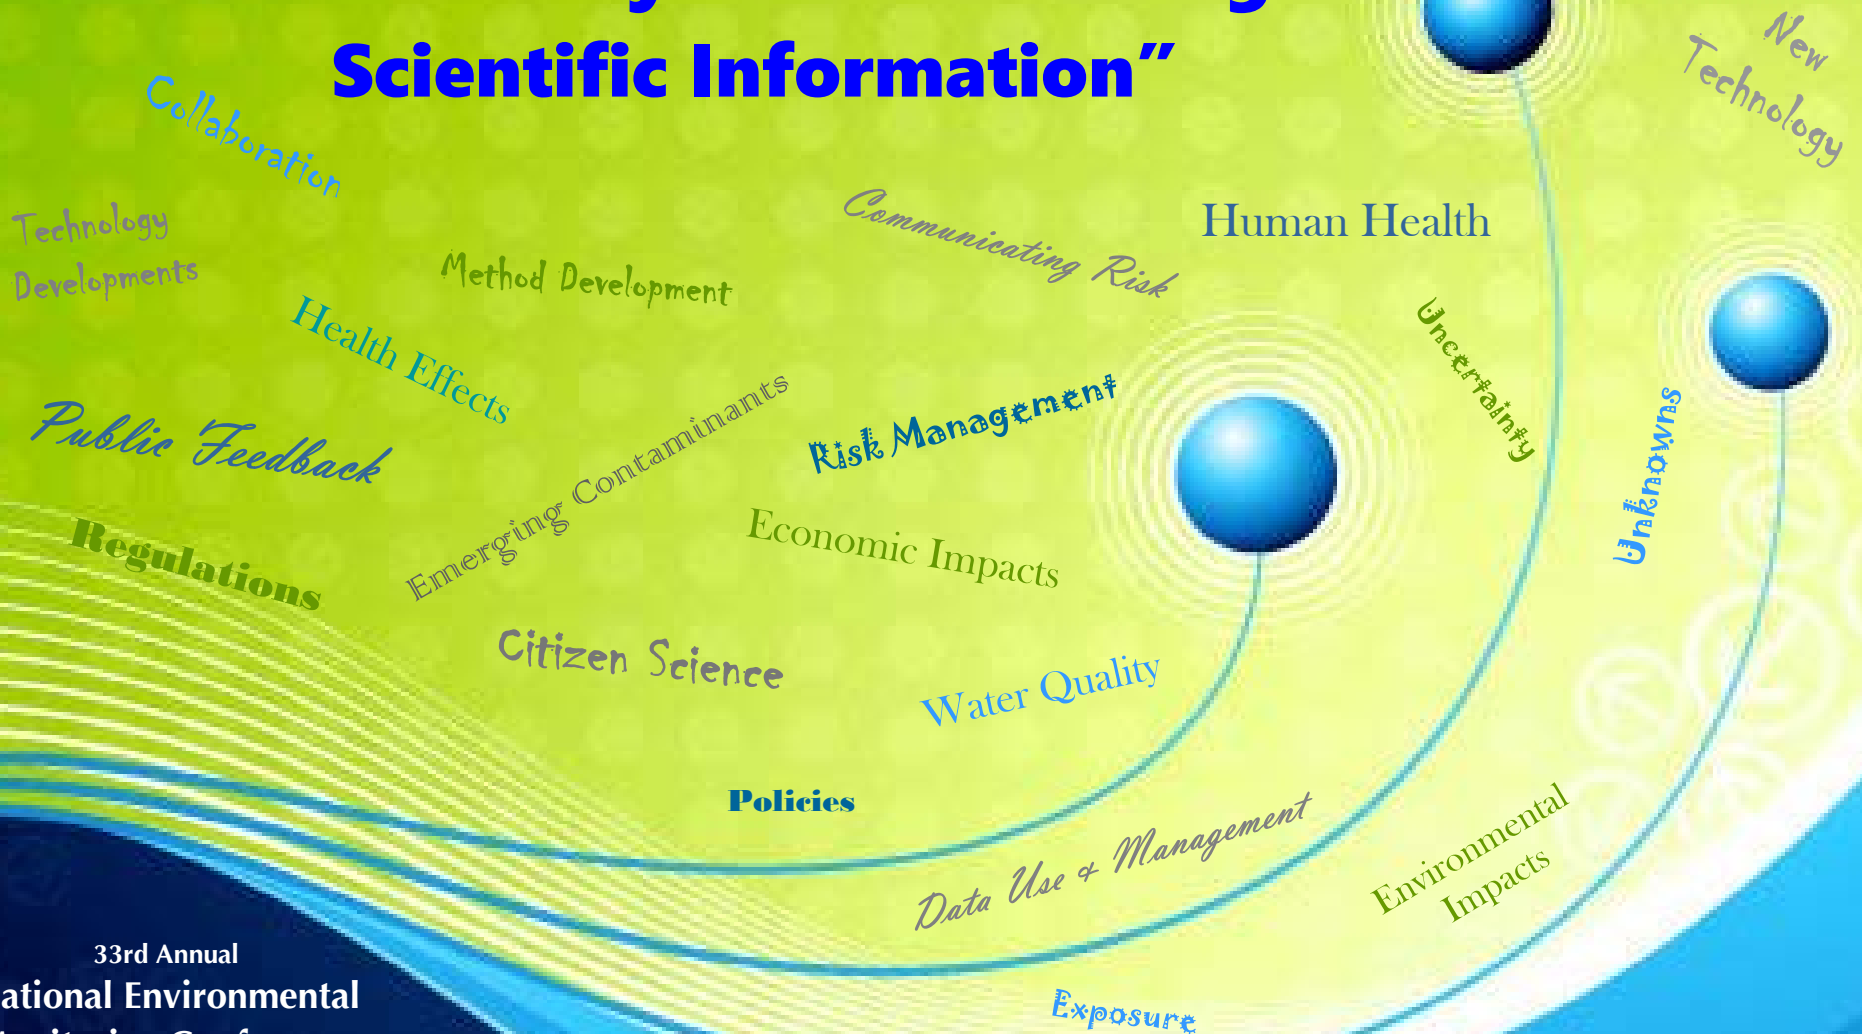 Scientific Information”
New
Technology
Collaboration
Technology
Developments
Communicating Risk
Human Health
Method Development
Health Effects
Uncertainty
Public Feedback
Emerging Contaminants
Risk Management
Unknowns
Regulations
Economic Impacts
Citizen Science
Water Quality
Policies
Data Use & Management
Environmental
Impacts
33rd Annual
ational Environmental
Exposure